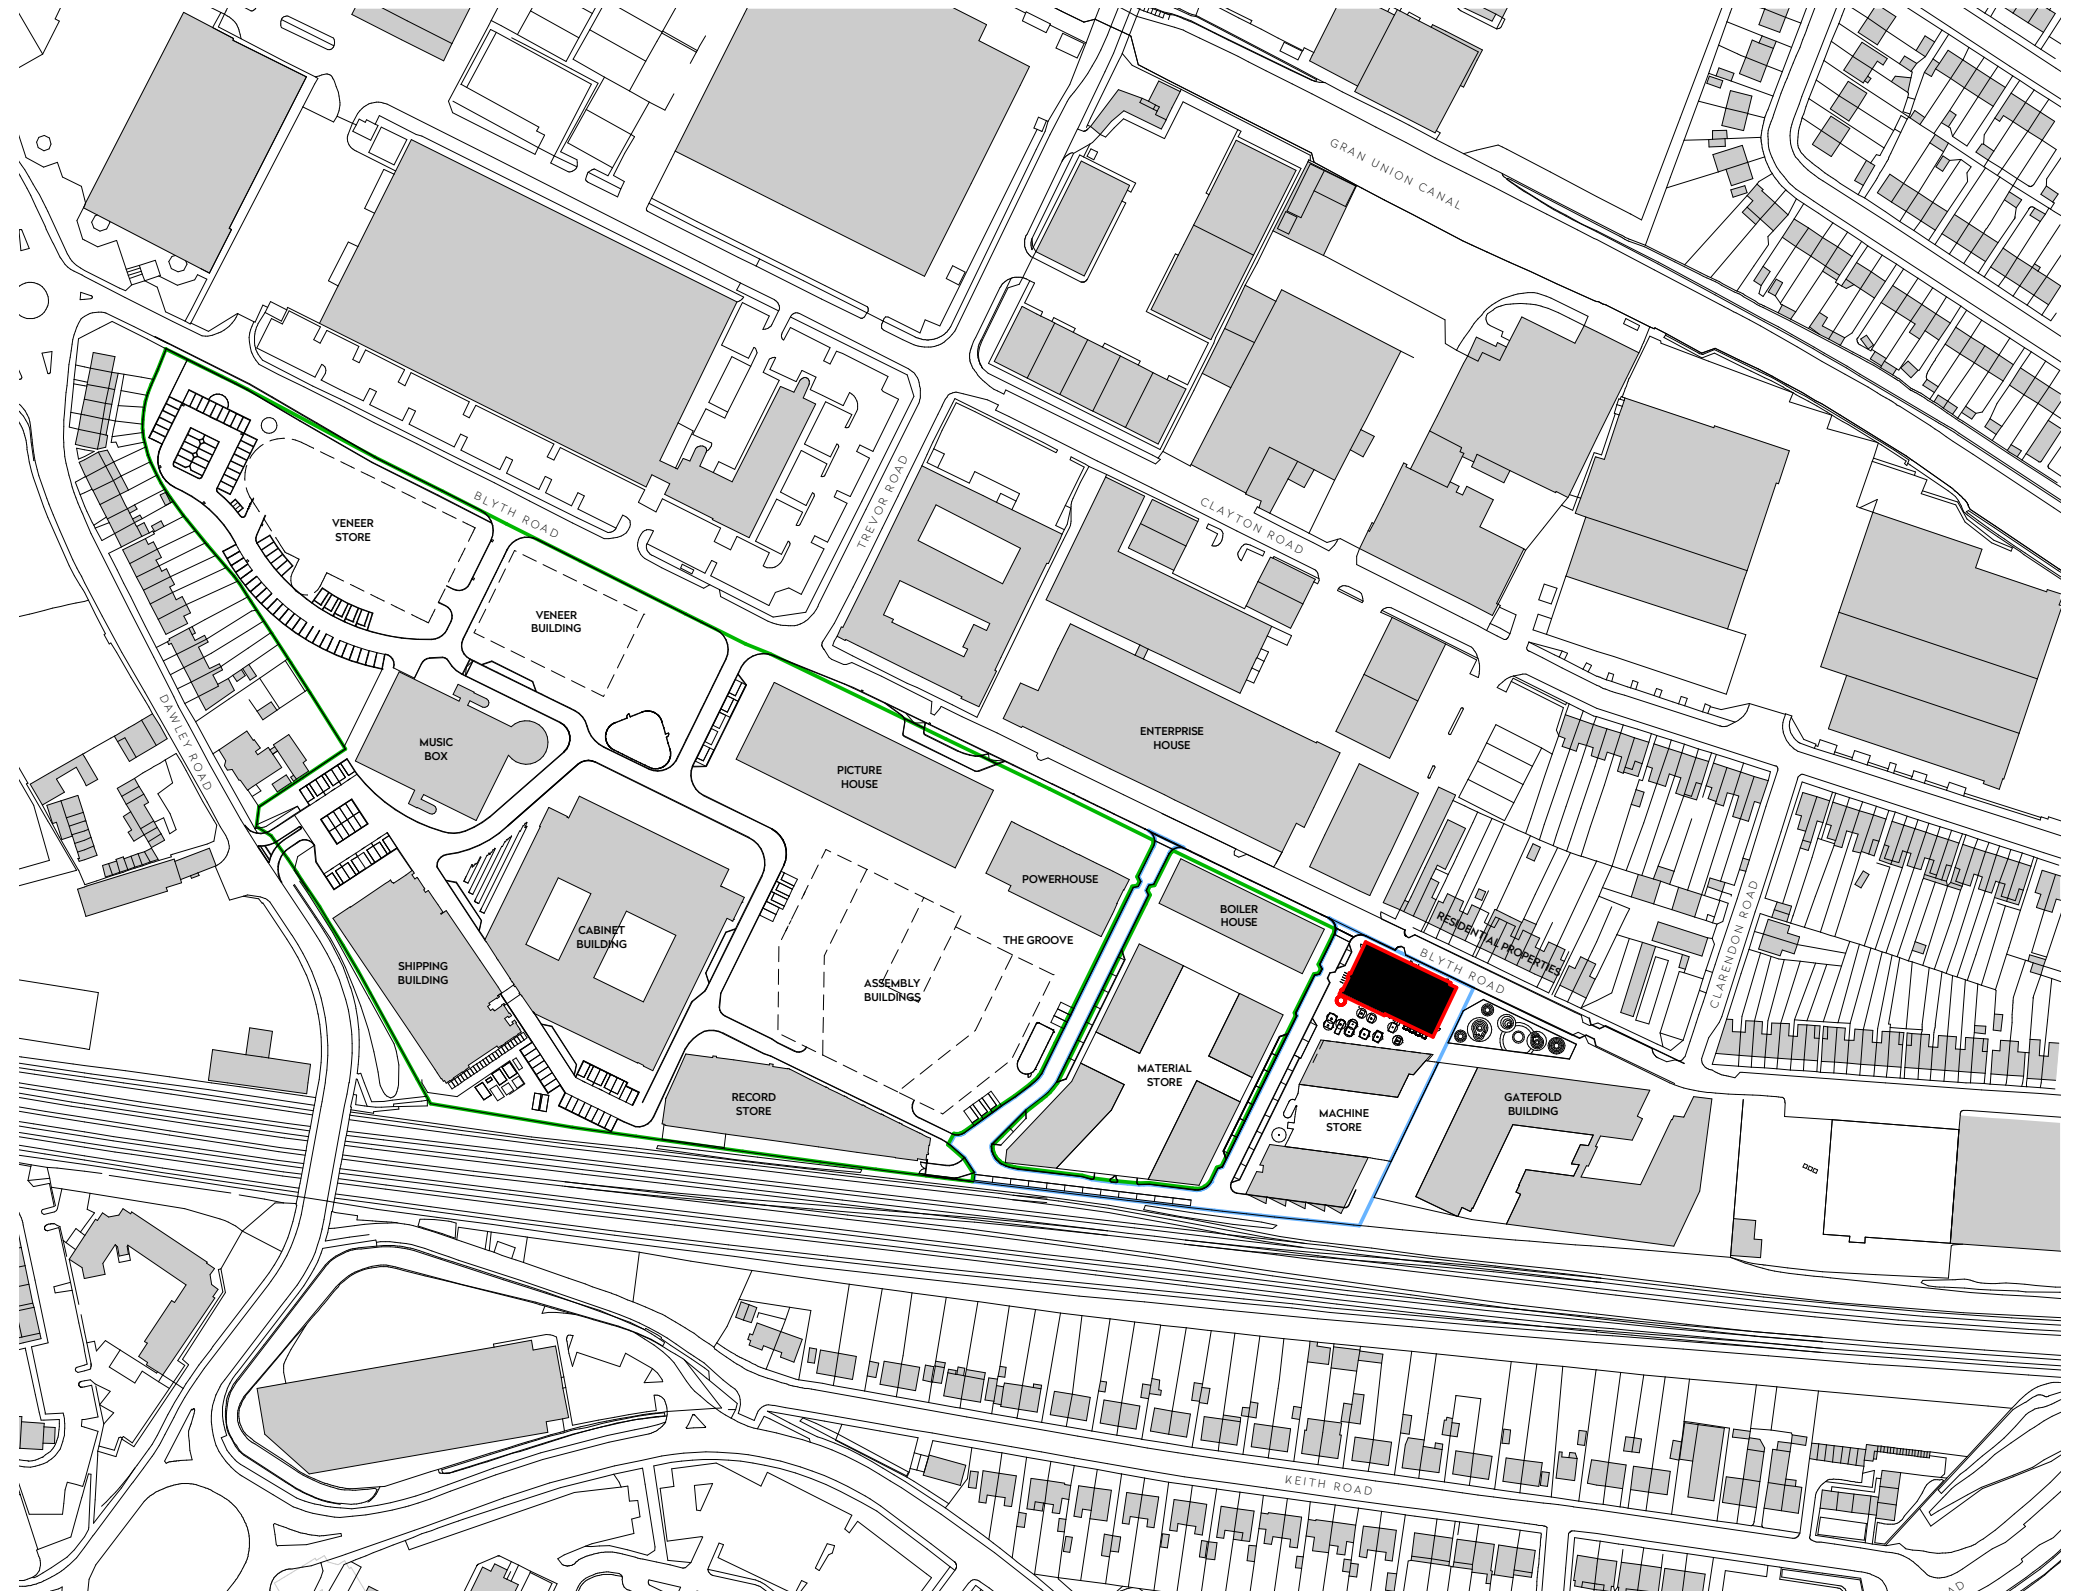 GRAN UNION CANAL
BLYTH ROAD
TREVOR ROAD
CLAYTON ROAD
VENEER
STORE
VENEER
BUILDING
DAWLEY ROAD
MUSIC
BOX
PICTURE
HOUSE
ENTERPRISE
HOUSE
POWERHOUSE
BOILER
HOUSE
RESIDENTIAL PROPERTIES
BLYTH ROAD
CLARENDON ROAD
CABINET
BUILDING
THE GROOVE
SHIPPING
BUILDING
ASSEMBLY
BUILDINGS
MATERIAL
STORE
RECORD
STORE
MACHINE
STORE
GATEFOLD
BUILDING
KEITH ROAD